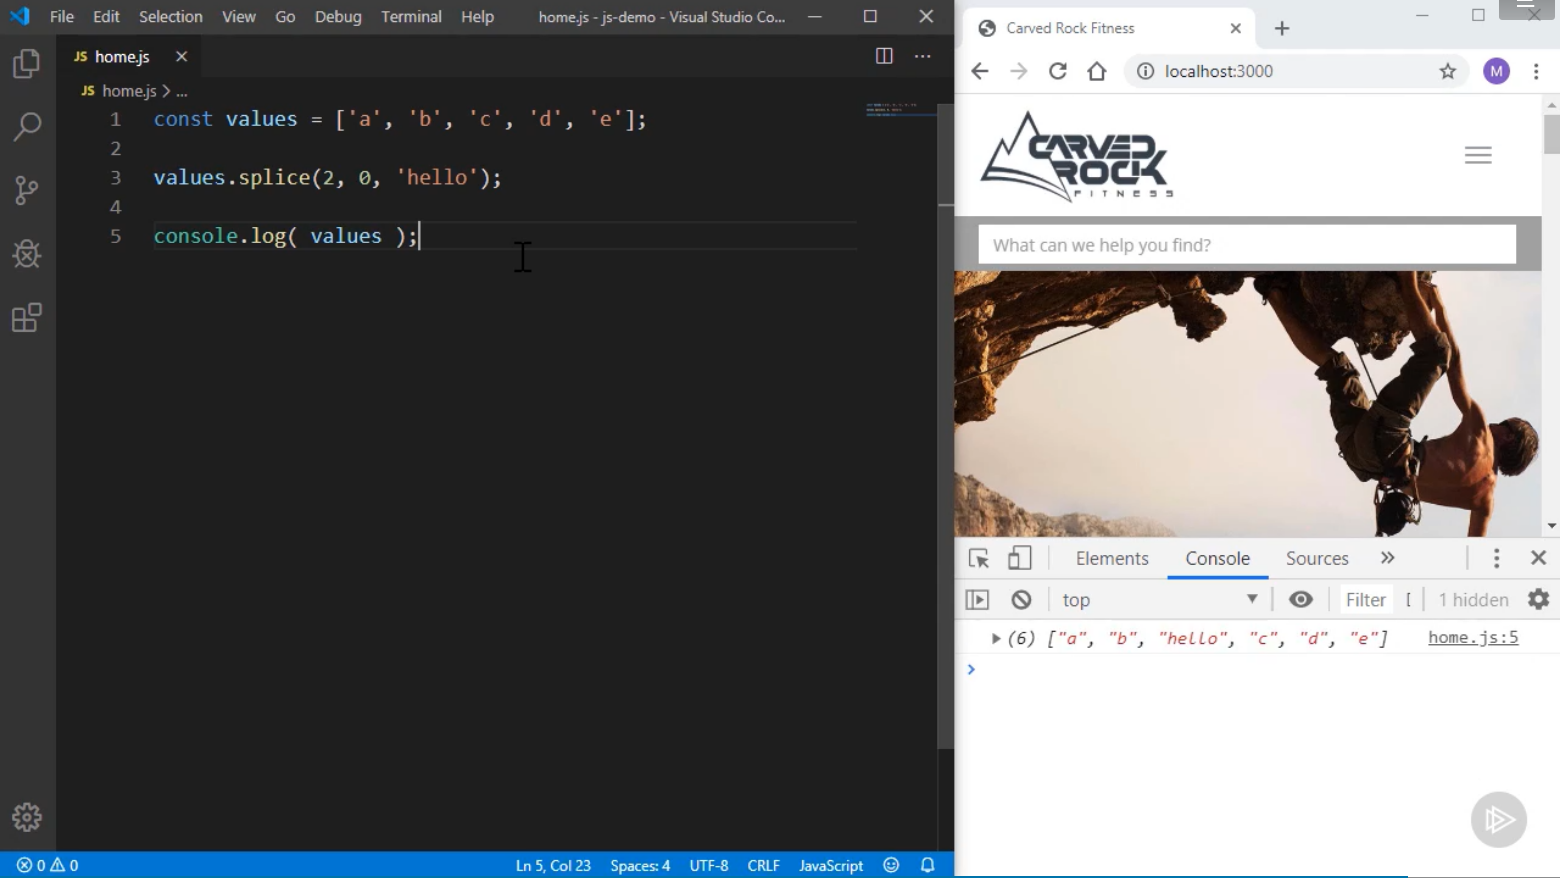 File Edit Selection View Go Debug Terminal Help home.js - js-demo - Visual Studio Co...
JS home.js
JS home.js > ...
1 const values = ['a', 'b', 'c', 'd', 'e'];
2
3 values.splice(2, 0, 'hello');
4
5 console.log( values );
0 0 Ln 5, Col 23 Spaces: 4 UTF-8 CRLF JavaScript
Carved Rock Fitness
localhost:3000 M
CARVED
ROCK
FITNESS
What can we help you find?
Elements Console Sources
top Filter 1 hidden
(6) ["a", "b", "hello", "c", "d", "e"] home.js:5